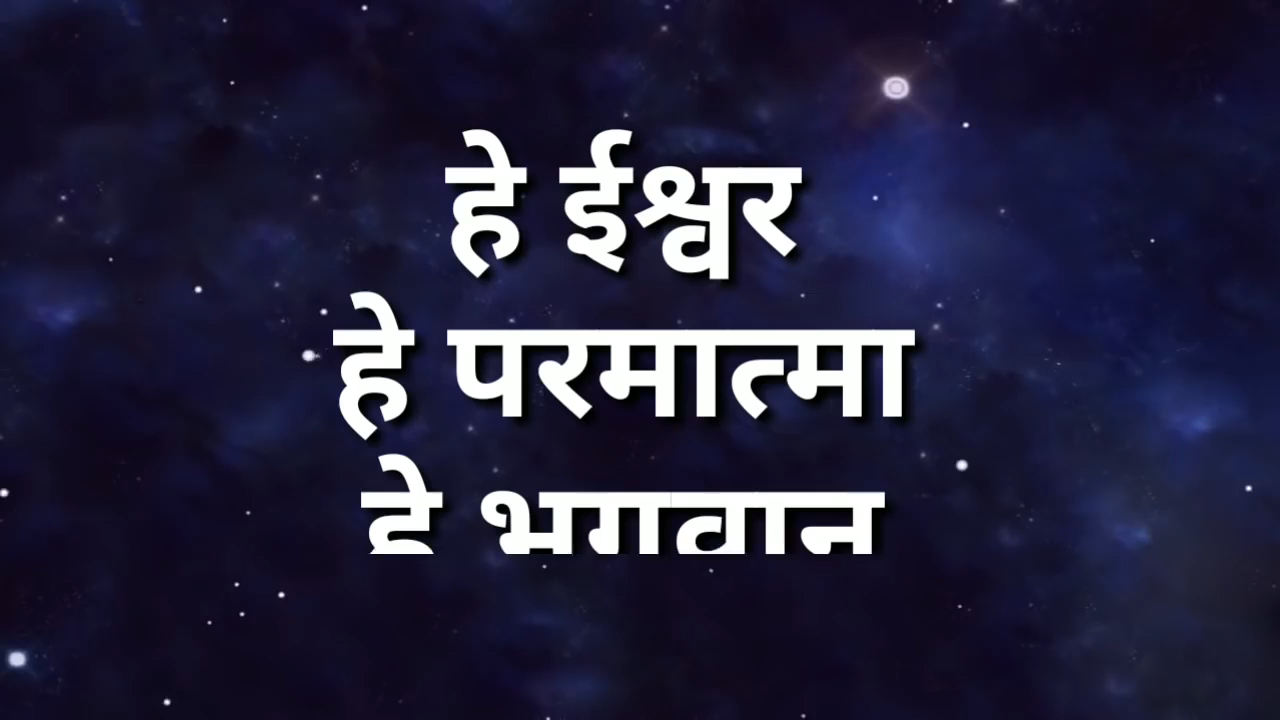 हे ईश्वर
हे परमात्मा
हे भगवान